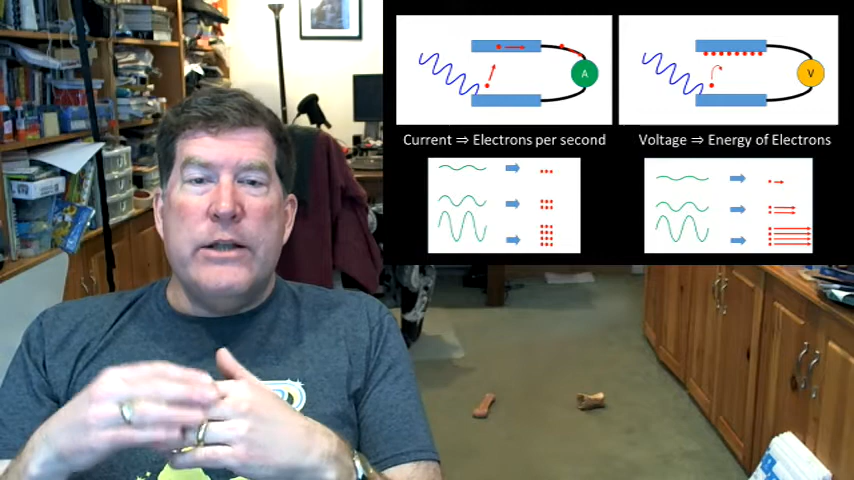 A
V
Current ⇒ Electrons per second
Voltage ⇒ Energy of Electrons